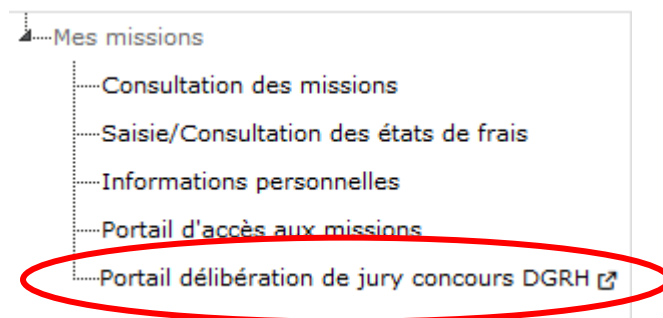 Mes missions
Consultation des missions
Saisie/Consultation des états de frais
Informations personnelles
Portail d'accès aux missions
Portail délibération de jury concours DGRH